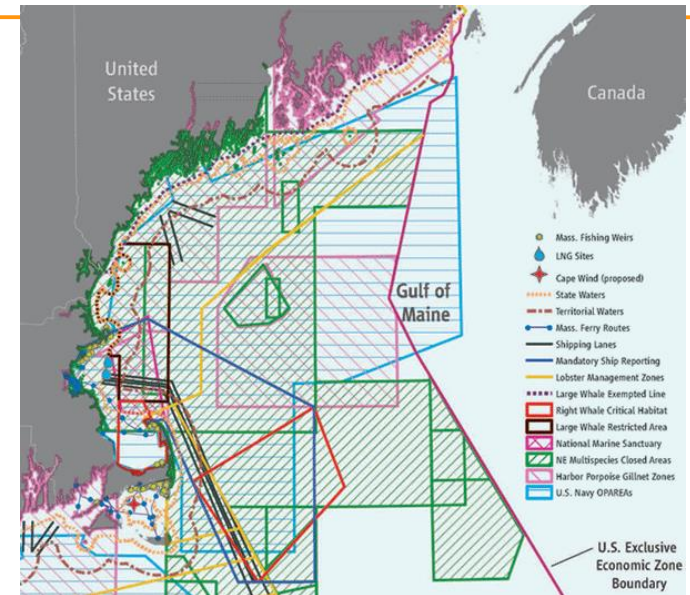 United
States
Canada
Gulf of
Maine
Mass. Fishing Weirs
LNG Sites
Cape Wind (proposed)
State Waters
Territorial Waters
Mass. Ferry Routes
Shipping Lanes
Mandatory Ship Reporting
Lobster Management Zones
Large Whale Exempted Line
Right Whale Critical Habitat
Large Whale Restricted Area
National Marine Sanctuary
NE Multispecies Closed Areas
Harbor Porpoise Gillnet Zones
U.S. Navy OPAREAs
U.S. Exclusive
Economic Zone
Boundary